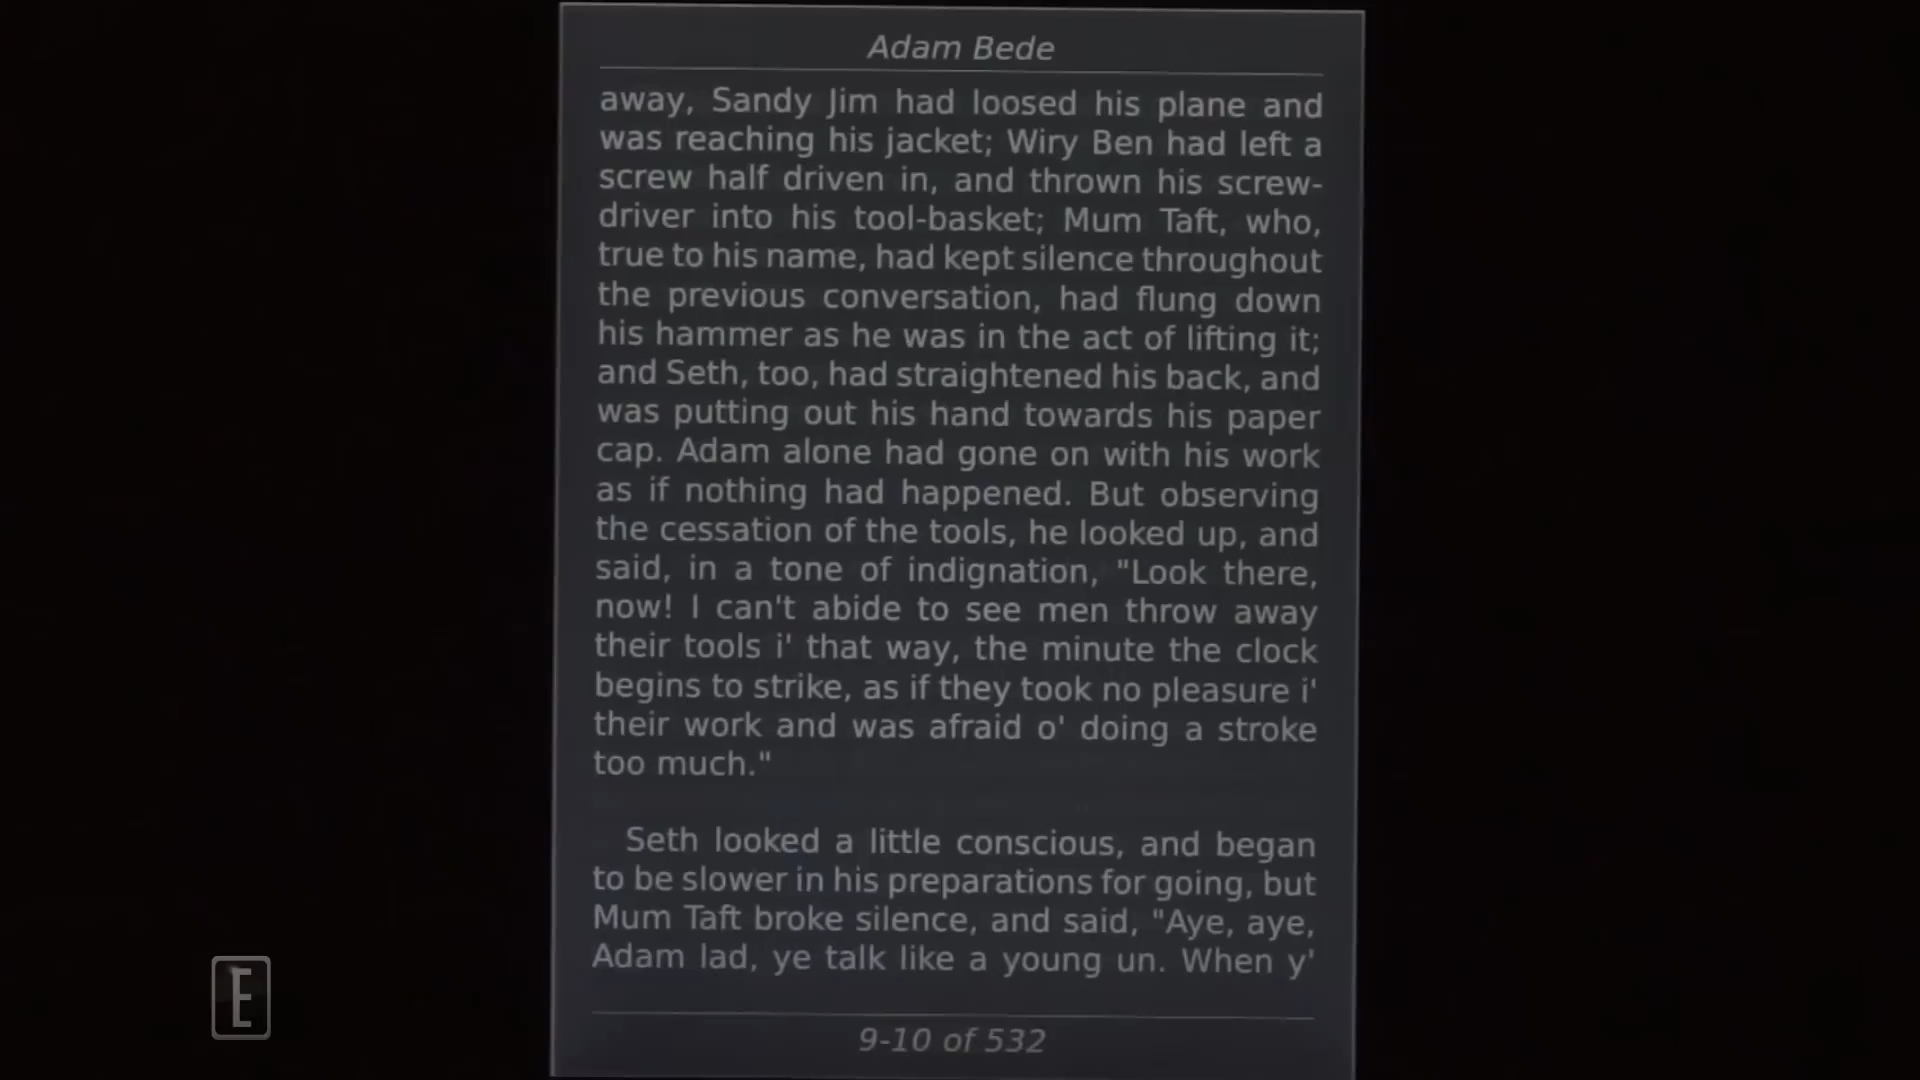 Adam Bede
away, Sandy Jim had loosed his plane and
was reaching his jacket; Wiry Ben had left a
screw half driven in, and thrown his screw-
driver into his tool-basket; Mum Taft, who,
true to his name, had kept silence throughout
the previous conversation, had flung down
his hammer as he was in the act of lifting it;
and Seth, too, had straightened his back, and
was putting out his hand towards his paper
cap. Adam alone had gone on with his work
as if nothing had happened. But observing
the cessation of the tools, he looked up, and
said, in a tone of indignation, "Look there,
now! I can't abide to see men throw away
their tools i' that way, the minute the clock
begins to strike, as if they took no pleasure i'
their work and was afraid o' doing a stroke
too much."
Seth looked a little conscious, and began
to be slower in his preparations for going, but
Mum Taft broke silence, and said, "Aye, aye,
Adam lad, ye talk like a young un. When y'
9-10 of 532
E